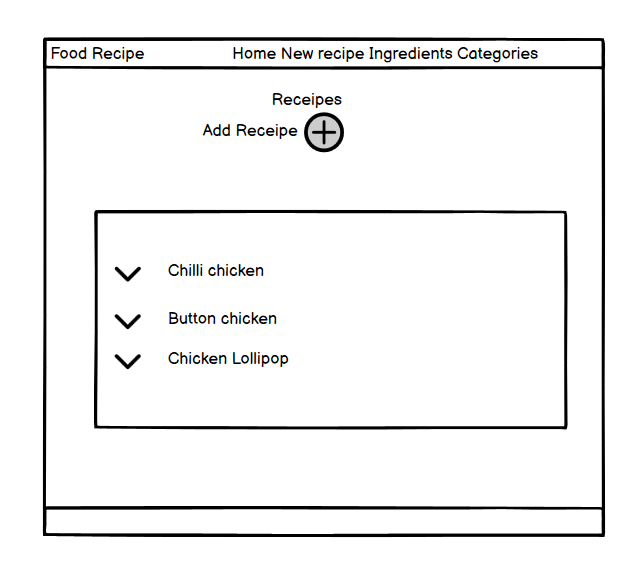 Food Recipe Home New recipe Ingredients Categories
Receipes
Add Receipe
Chilli chicken
Button chicken
Chicken Lollipop